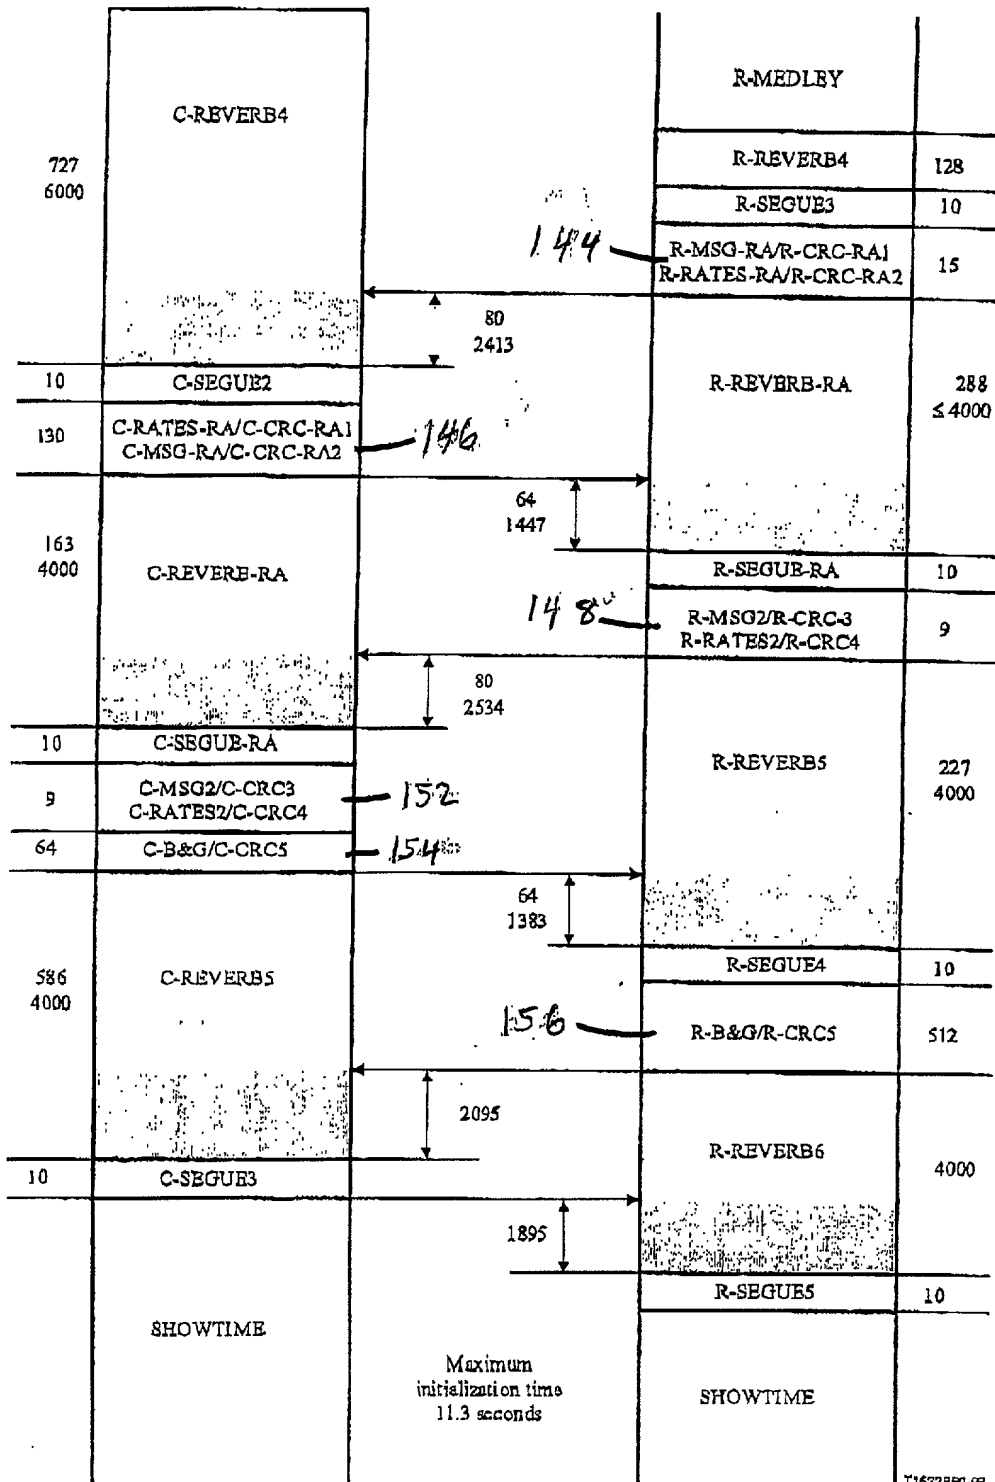 R-MEDLEY
C-REVERB4
727
6000
R-REVERB4
128
R-SEGUE3
10
144
R-MSG-RA/R-CRC-RA1
R-RATES-RA/R-CRC-RA2
15
80
2413
10
C-SEGUE2
R-REVERB-RA
288
≤4000
130
C-RATES-RA/C-CRC-RA1
C-MSG-RA/C-CRC-RA2
146
64
1447
163
4000
C-REVERB-RA
R-SEGUE-RA
10
148
R-MSG2/R-CRC-3
R-RATES2/R-CRC4
9
80
2534
10
C-SEGUE-RA
R-REVERB5
227
4000
9
C-MSG2/C-CRC3
C-RATES2/C-CRC4
152
64
C-B&G/C-CRC5
154
64
1383
R-SEGUE4
10
586
4000
C-REVERB5
156
R-B&G/R-CRC5
512
2095
R-REVERB6
4000
10
C-SEGUE3
1895
R-SEGUE5
10
SHOWTIME
Maximum
initialization time
11.3 seconds
SHOWTIME